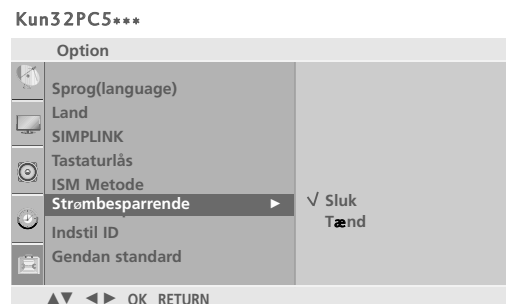 Kun32PC5***
Option
Sprog(language)
Land
SIMPLINK
Tastaturlås
ISM Metode
Strømbesparrende ►
√ Sluk
Tænd
Indstil ID
Gendan standard
▲▼ ◄► OK RETURN